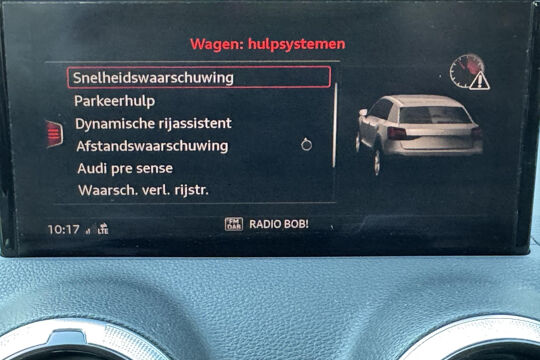 Wagen: hulpsystemen
Snelheidswaarschuwing
Parkeerhulp
Dynamische rijassistent
Afstandswaarschuwing
Audi pre sense
Waarsch. verl. rijstr.
10:17 LTE FM DAB RADIO BOB!